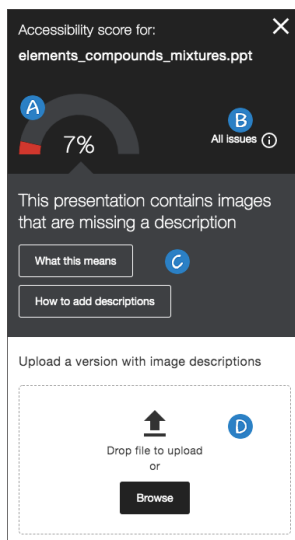 Accessibility score for:
elements_compounds_mixtures.ppt
A
7%
B
All issues
This presentation contains images
that are missing a description
What this means
C
How to add descriptions
Upload a version with image descriptions
D
Drop file to upload
or
Browse